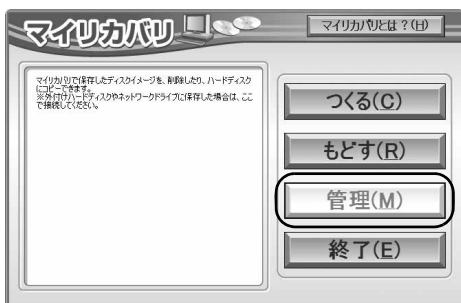 マイリカバリ
マイリカバリとは？(H)
マイリカバリで保存したディスクイメージを、削除したり、ハードディスク
にコピーできます。
※外付けハードディスクやネットワークドライブに保存した場合は、ここ
で接続してください。
つくる(C)
もどす(R)
管理(M)
終了(E)